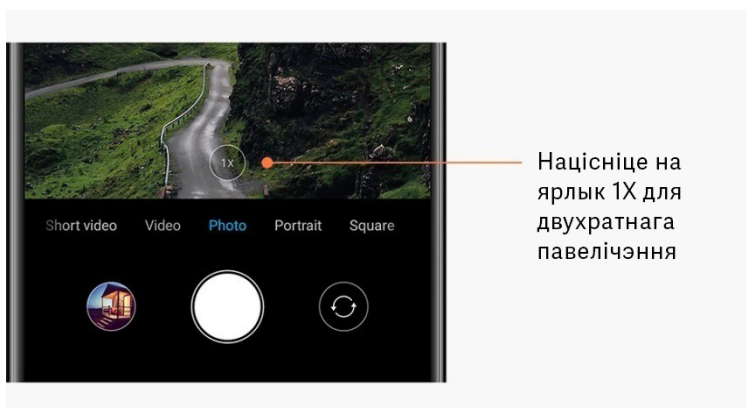 1X
Short video Video Photo Portrait Square
Націсніце на
ярлык 1X для
двухратнага
павелічэння